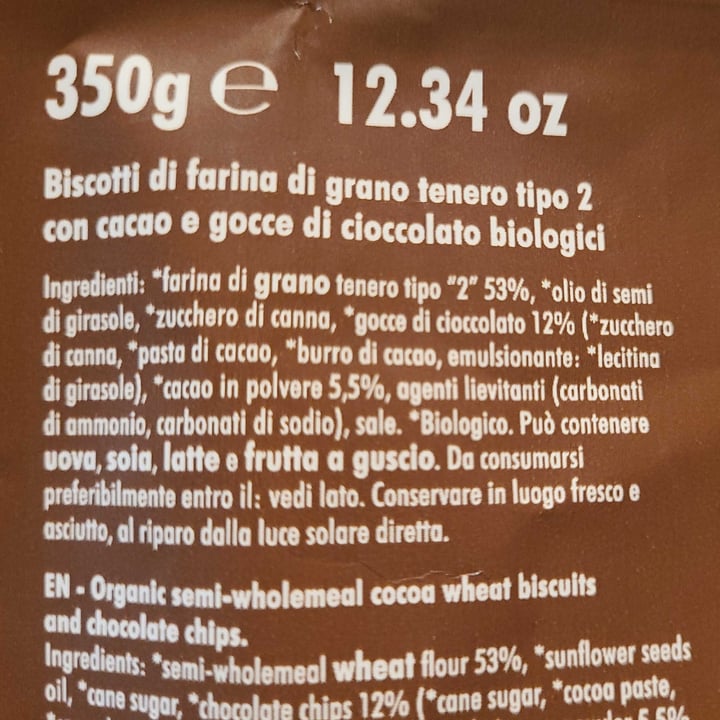 350g e 12.34 oz
Biscotti di farina di grano tenero tipo 2
con cacao e gocce di cioccolato biologici
Ingredienti: *farina di grano tenero tipo "2" 53%, *olio di semi
di girasole, *zucchero di canna, *gocce di cioccolato 12% (*zucchero
di canna, *pasta di cacao, *burro di cacao, emulsionante: *lecitina
di girasole), *cacao in polvere 5,5%, agenti lievitanti (carbonati
di ammonio, carbonati di sodio), sale. *Biologico. Può contenere
uova, soia, latte e frutta a guscio. Da consumarsi
preferibilmente entro il: vedi lato. Conservare in luogo fresco e
asciutto, al riparo dalla luce solare diretta.
EN - Organic semi-wholemeal cocoa wheat biscuits
and chocolate chips.
Ingredients: *semi-wholemeal wheat flour 53%, *sunflower seeds
oil, *cane sugar, *chocolate chips 12% (*cane sugar, *cocoa paste,
5,5%